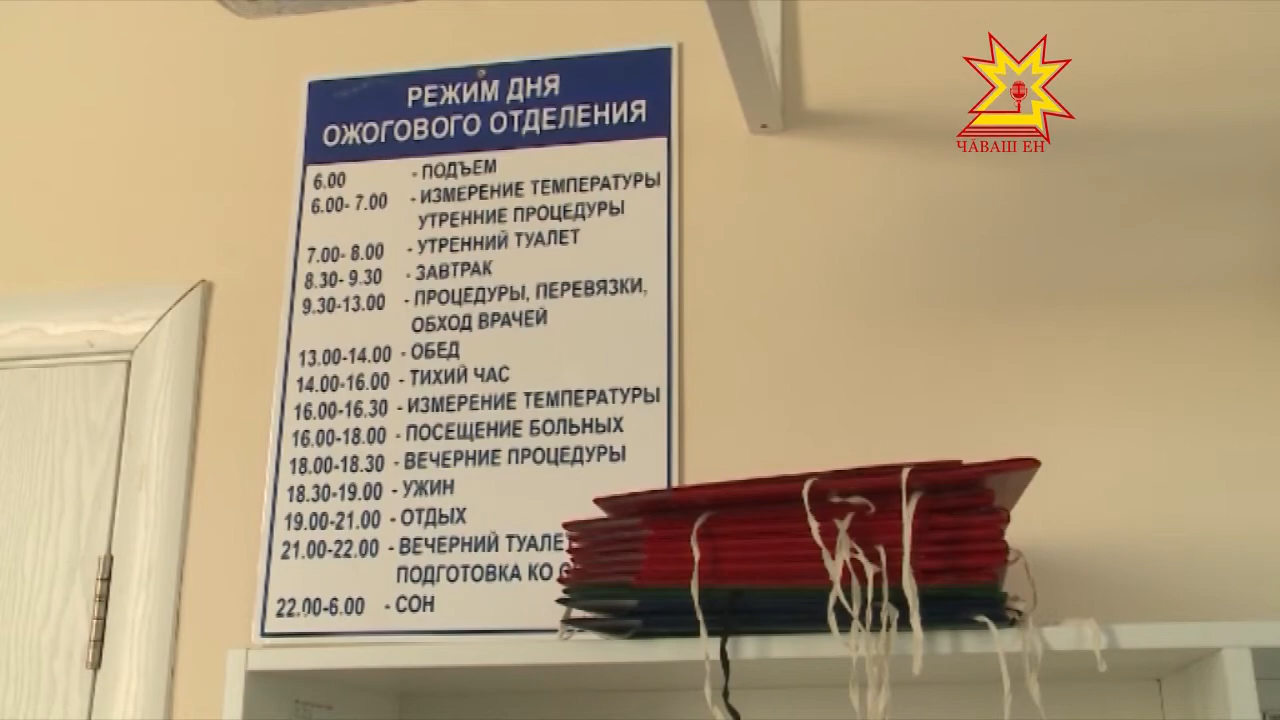 РЕЖИМ ДНЯ
ОЖОГОВОГО ОТДЕЛЕНИЯ
6.00 - ПОДЪЕМ
6.00- 7.00 - ИЗМЕРЕНИЕ ТЕМПЕРАТУРЫ
УТРЕННИЕ ПРОЦЕДУРЫ
7.00- 8.00 - УТРЕННИЙ ТУАЛЕТ
8.30- 9.30 - ЗАВТРАК
9.30-13.00 - ПРОЦЕДУРЫ, ПЕРЕВЯЗКИ,
ОБХОД ВРАЧЕЙ
13.00-14.00 - ОБЕД
14.00-16.00 - ТИХИЙ ЧАС
16.00-16.30 - ИЗМЕРЕНИЕ ТЕМПЕРАТУРЫ
16.00-18.00 - ПОСЕЩЕНИЕ БОЛЬНЫХ
18.00-18.30 - ВЕЧЕРНИЕ ПРОЦЕДУРЫ
18.30-19.00 - УЖИН
19.00-21.00 - ОТДЫХ
21.00-22.00 - ВЕЧЕРНИЙ ТУАЛЕ
ПОДГОТОВКА КО
22.00-6.00 - СОН
ЧĂВАШ ЕН